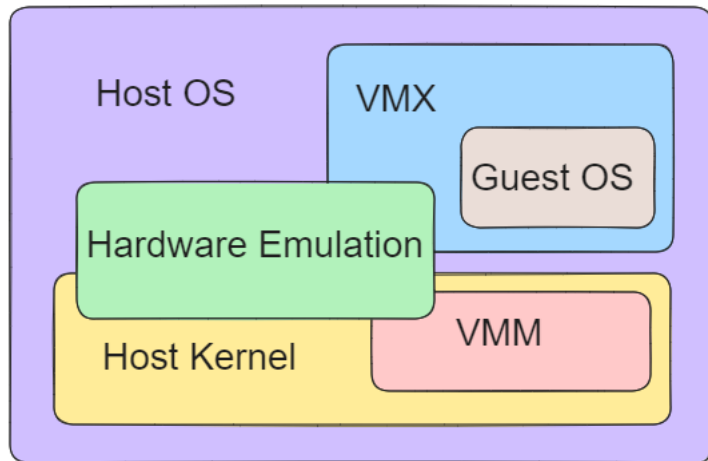 Host OS
VMX
Guest OS
Hardware Emulation
VMM
Host Kernel